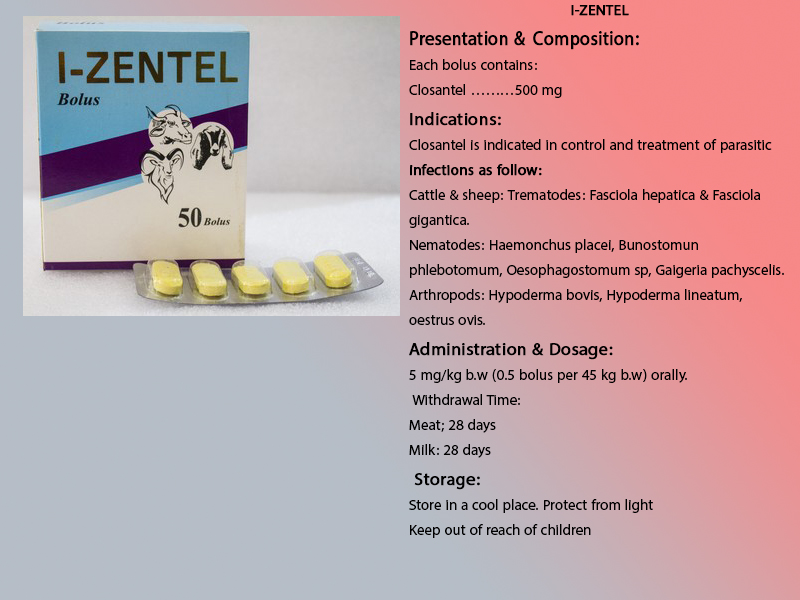 I-ZENTEL
I-ZENTEL
Bolus
50 Bolus
Presentation & Composition:
Each bolus contains:
Closantel ………500 mg
Indications:
Closantel is indicated in control and treatment of parasitic
Infections as follow:
Cattle & sheep: Trematodes: Fasciola hepatica & Fasciola
gigantica.
Nematodes: Haemonchus placei, Bunostomun
phlebotomum, Oesophagostomum sp, Gaigeria pachyscelis.
Arthropods: Hypoderma bovis, Hypoderma lineatum,
oestrus ovis.
Administration & Dosage:
5 mg/kg b.w (0.5 bolus per 45 kg b.w) orally.
Withdrawal Time:
Meat; 28 days
Milk: 28 days
Storage:
Store in a cool place. Protect from light
Keep out of reach of children